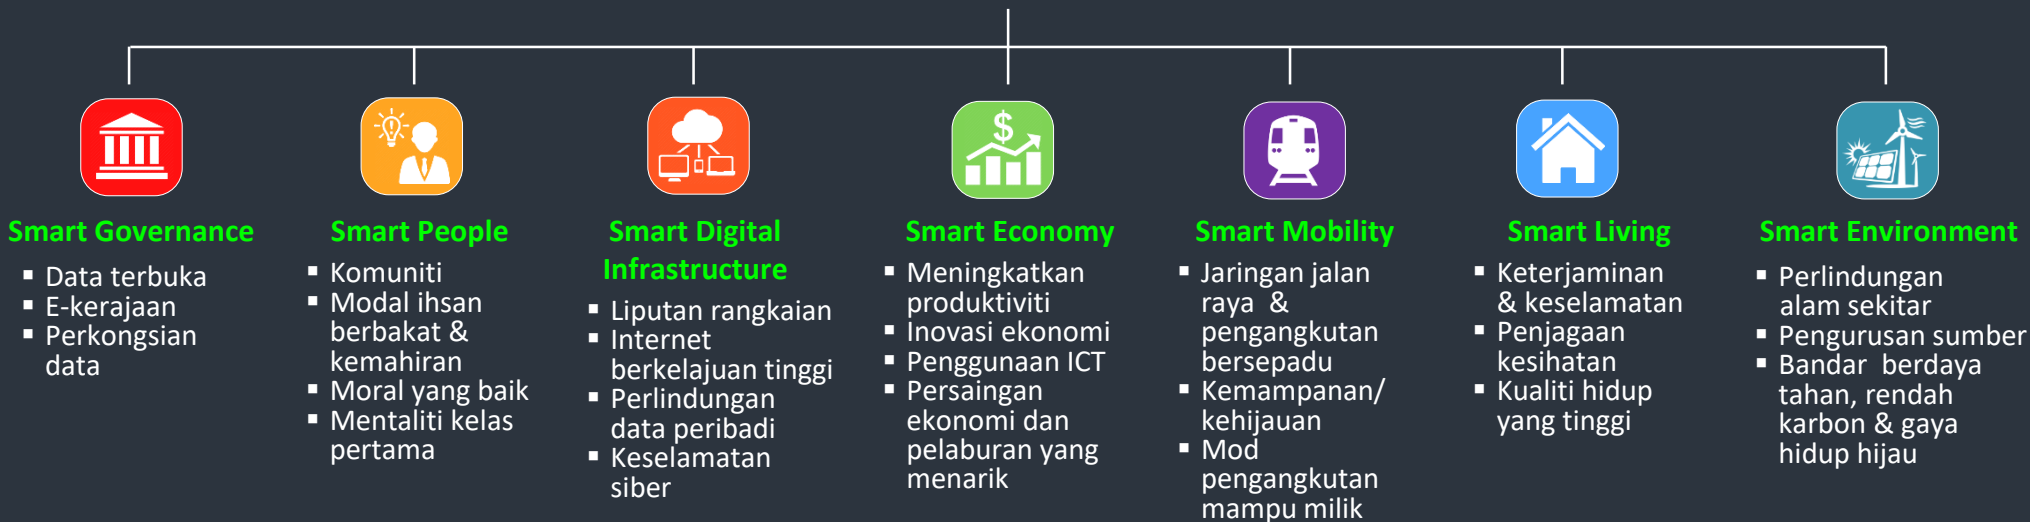 Smart Governance
▪ Data terbuka
▪ E-kerajaan
▪ Perkongsian
data
Smart People
▪ Komuniti
▪ Modal ihsan
berbakat &
kemahiran
▪ Moral yang baik
▪ Mentaliti kelas
pertama
Smart Digital
Infrastructure
▪ Liputan rangkaian
▪ Internet
berkelajuan tinggi
▪ Perlindungan
data peribadi
▪ Keselamatan
siber
Smart Economy
▪ Meningkatkan
produktiviti
▪ Inovasi ekonomi
▪ Penggunaan ICT
▪ Persaingan
ekonomi dan
pelaburan yang
menarik
Smart Mobility
▪ Jaringan jalan
raya &
pengangkutan
bersepadu
▪ Kemampanan/
kehijauan
▪ Mod
pengangkutan
mampu milik
Smart Living
▪ Keterjaminan
& keselamatan
▪ Penjagaan
kesihatan
▪ Kualiti hidup
yang tinggi
Smart Environment
▪ Perlindungan
alam sekitar
▪ Pengurusan sumber
▪ Bandar berdaya
tahan, rendah
karbon & gaya
hidup hijau